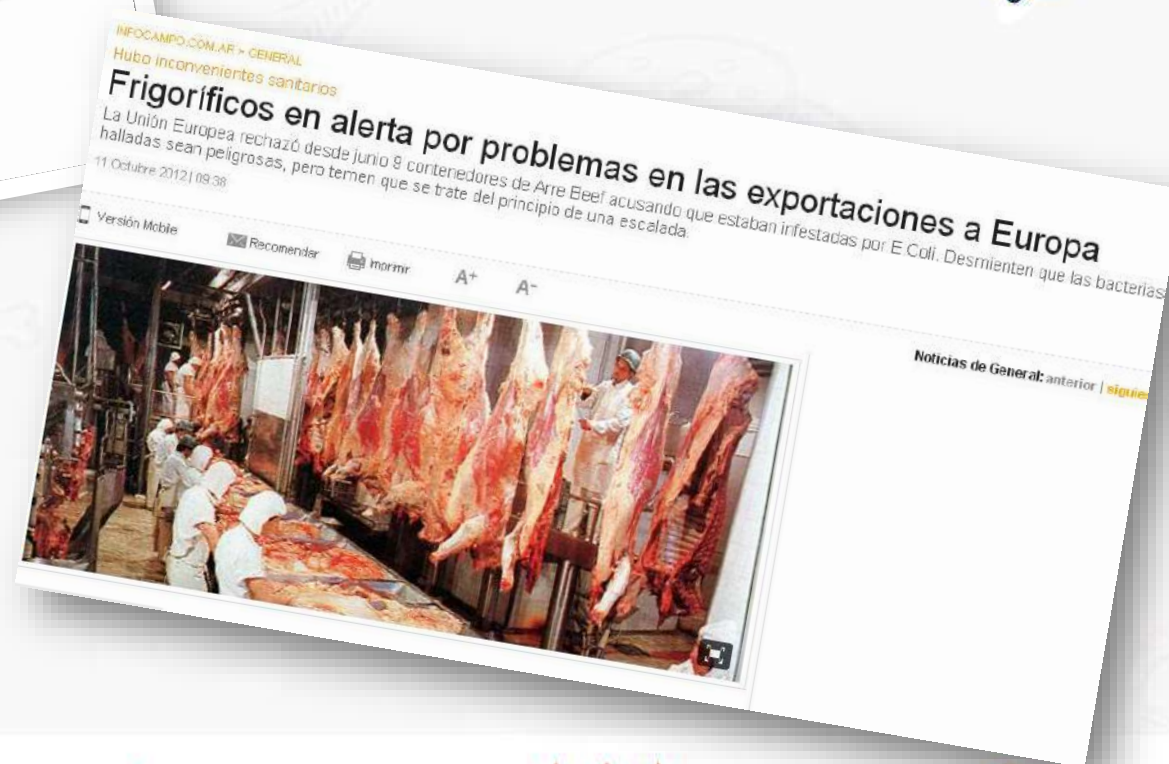 INFOCAMPO.COM.AR > GENERAL
Hubo inconvenientes sanitarios
Frigoríficos en alerta por problemas en las exportaciones a Europa
La Unión Europea rechazó desde junio 9 contenedores de Arre Beef acusando que estaban infestadas por E Coli. Desmienten que las bacterias
halladas sean peligrosas, pero temen que se trate del principio de una escalada.
11 Octubre 2012 | 09:38
Versión Mobile
Recomendar
Imprimir
A+
A-
Noticias de General: anterior |